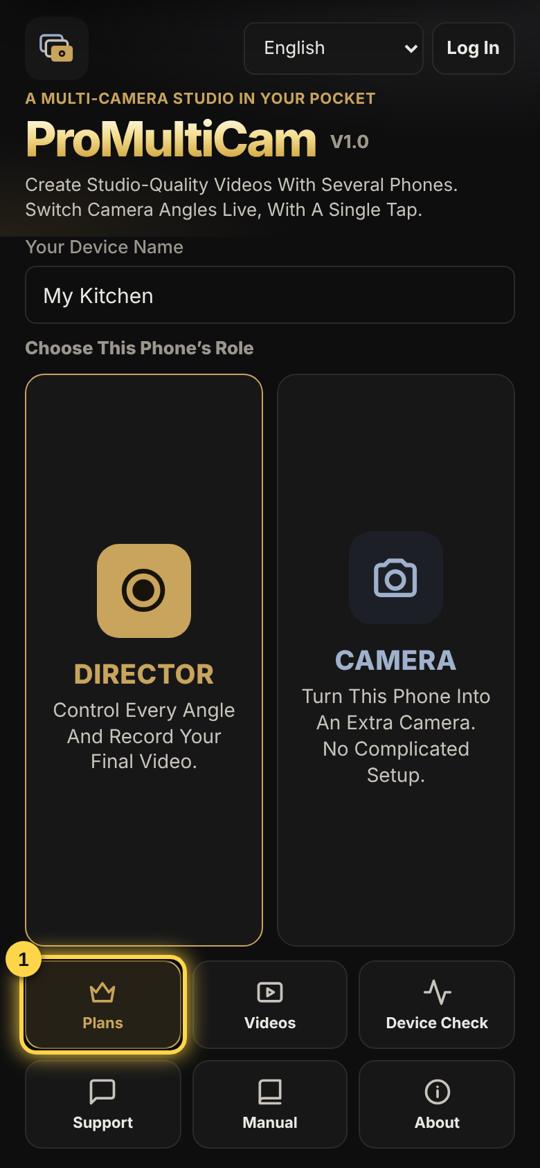 English
Log In
A MULTI-CAMERA STUDIO IN YOUR POCKET
ProMultiCam V1.0
Create Studio-Quality Videos With Several Phones.
Switch Camera Angles Live, With A Single Tap.
Your Device Name
My Kitchen
Choose This Phone’s Role
DIRECTOR
Control Every Angle
And Record Your
Final Video.
CAMERA
Turn This Phone Into
An Extra Camera.
No Complicated
Setup.
1
Plans
Videos
Device Check
Support
Manual
About